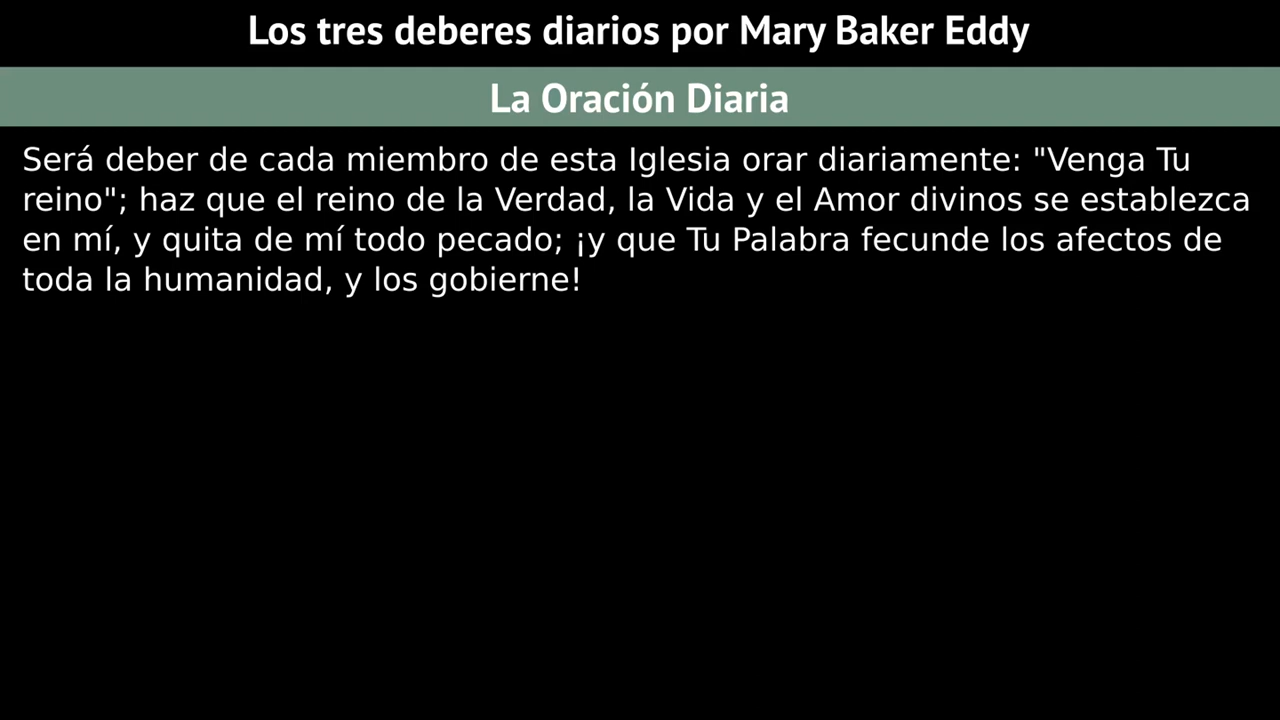 Los tres deberes diarios por Mary Baker Eddy
La Oración Diaria
Será deber de cada miembro de esta Iglesia orar diariamente: "Venga Tu
reino"; haz que el reino de la Verdad, la Vida y el Amor divinos se establezca
en mí, y quita de mí todo pecado; ¡y que Tu Palabra fecunde los afectos de
toda la humanidad, y los gobierne!